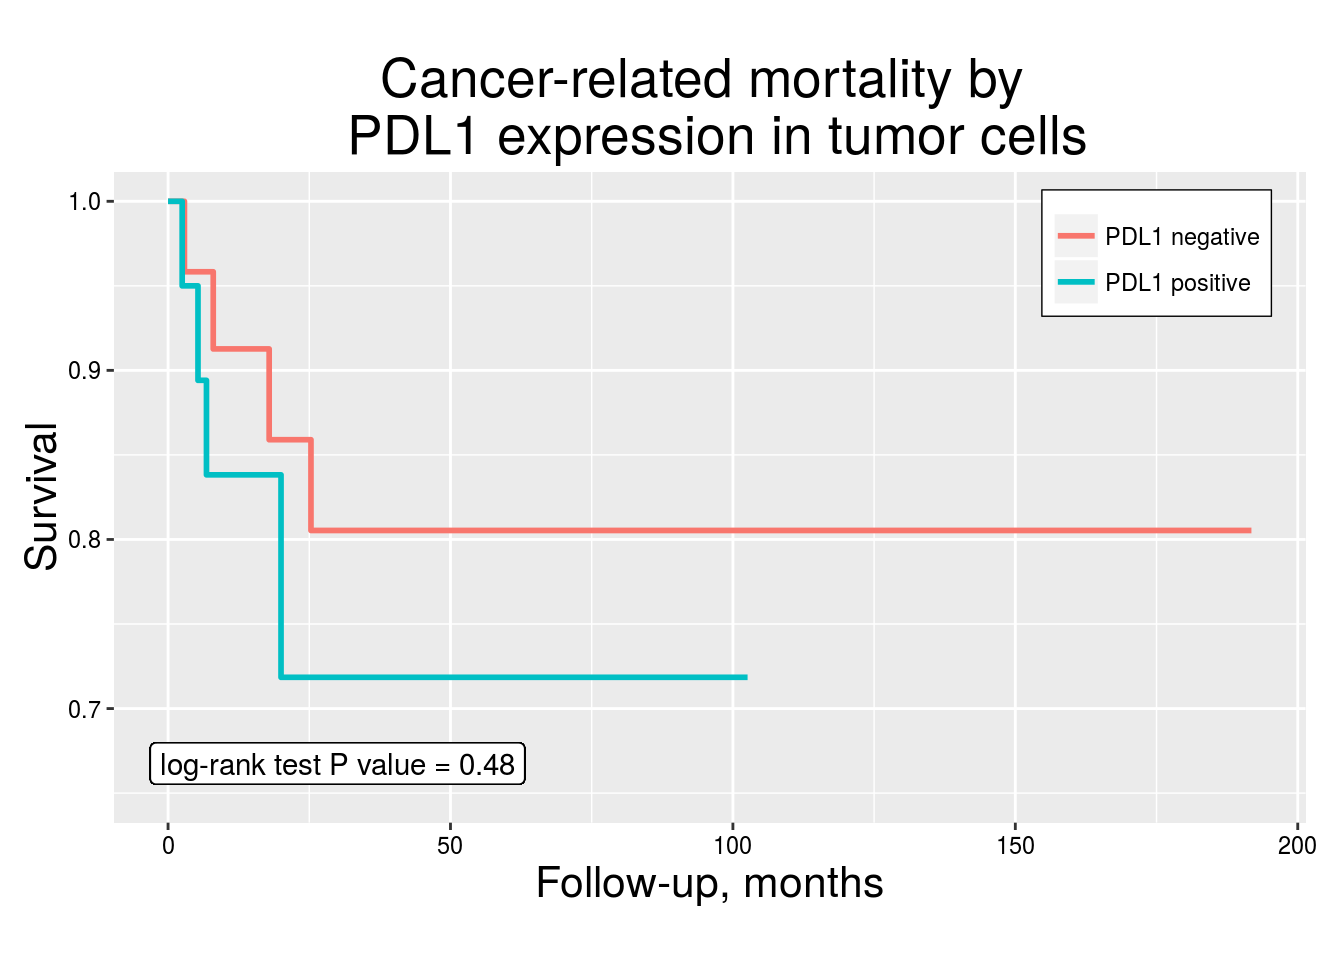 Cancer-related mortality by
PDL1 expression in tumor cells
1.0
0.9
0.8
0.7
Survival
PDL1 negative
PDL1 positive
log-rank test P value = 0.48
0 50 100 150 200
Follow-up, months